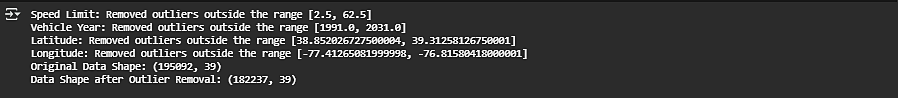 Speed Limit: Removed outliers outside the range [2.5, 62.5]
Vehicle Year: Removed outliers outside the range [1991.0, 2031.0]
Latitude: Removed outliers outside the range [38.852026727500004, 39.31258126750001]
Longitude: Removed outliers outside the range [-77.41265081999998, -76.81580418000001]
Original Data Shape: (195092, 39)
Data Shape after Outlier Removal: (182237, 39)